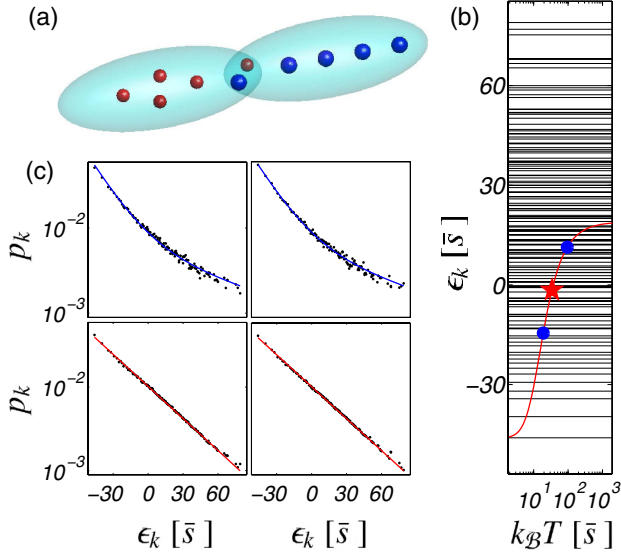 (a)
(b)
60
30
0
−30
ϵ_k [s̄]
10^1 10^2 10^3
k_ℬT [s̄]
(c)
p_k
10^−2
10^−3
p_k
10^−2
10^−3
−30 0 30 60 −30 0 30 60
ϵ_k [s̄] ϵ_k [s̄]